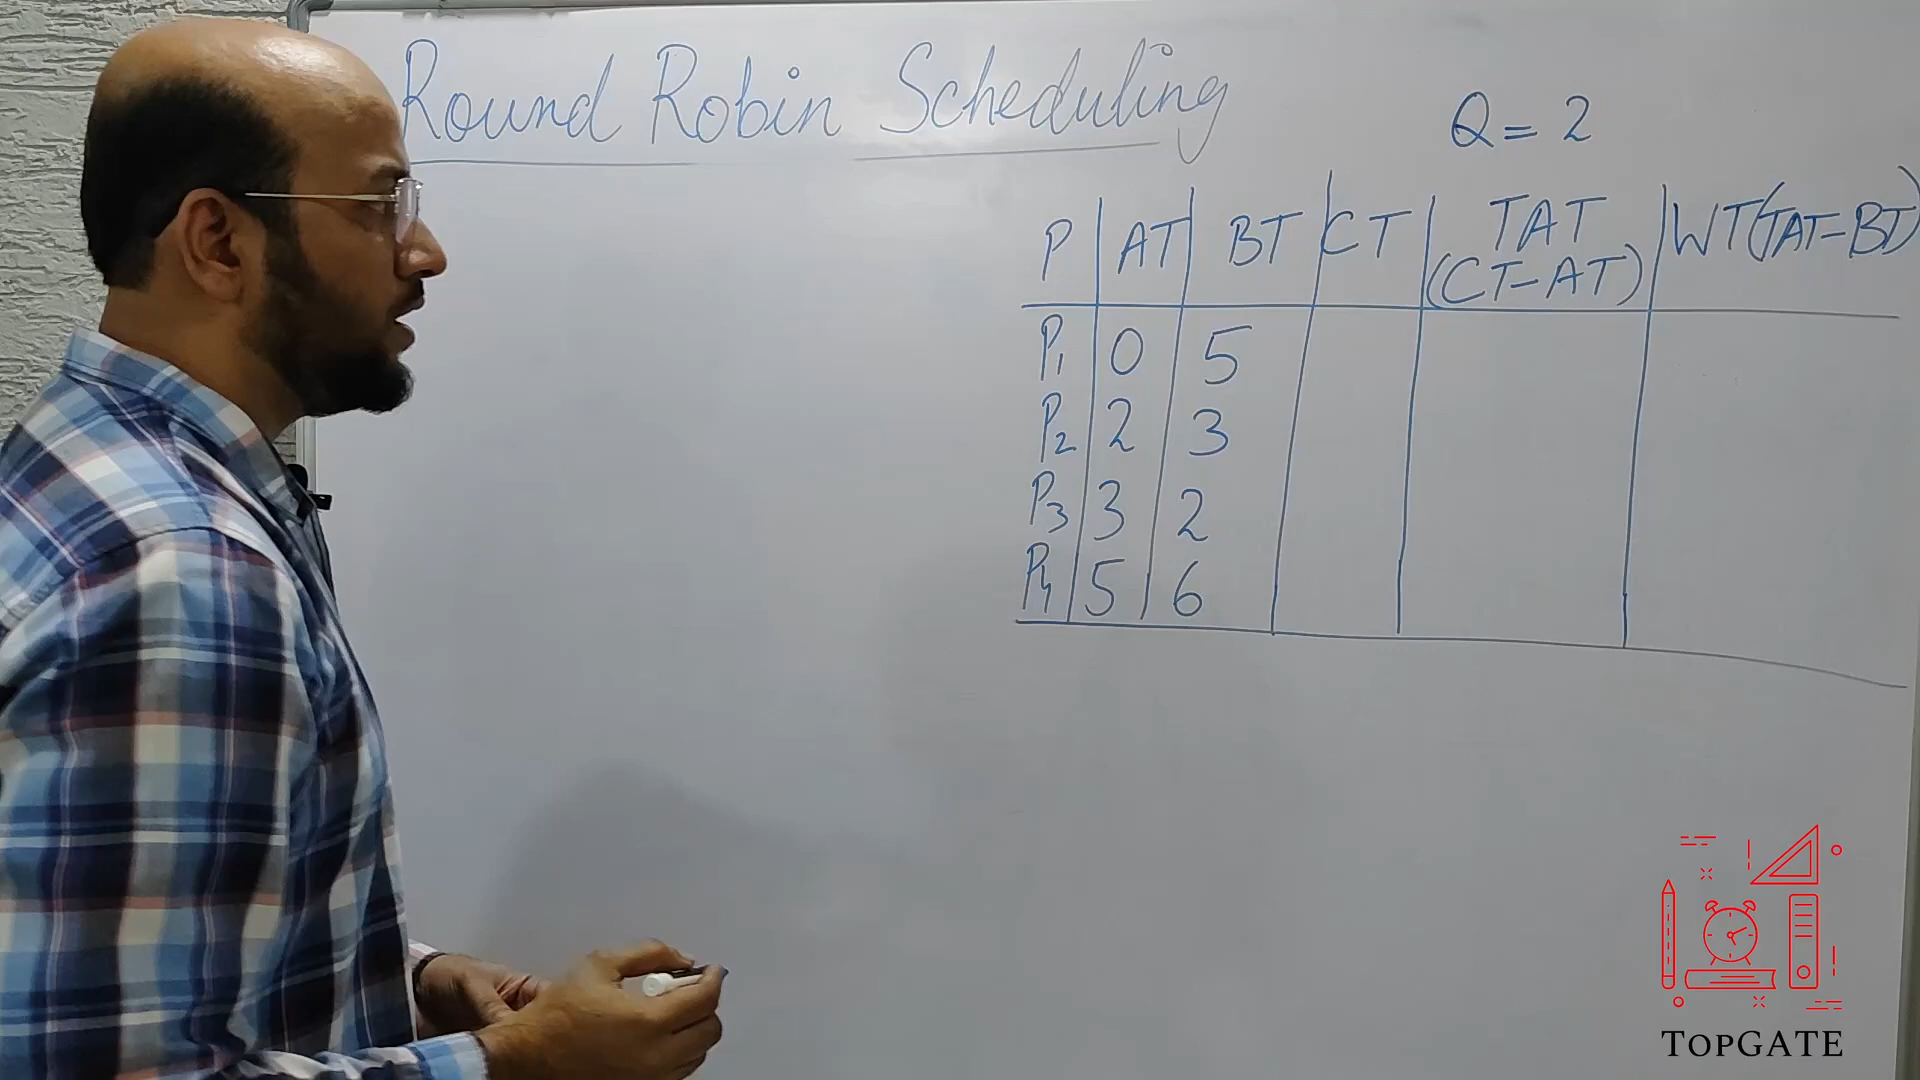 Round Robin Scheduling
Q = 2
P AT BT CT TAT (CT-AT) WT(TAT-BT)
P1 0 5
P2 2 3
P3 3 2
P4 5 6
TOPGATE